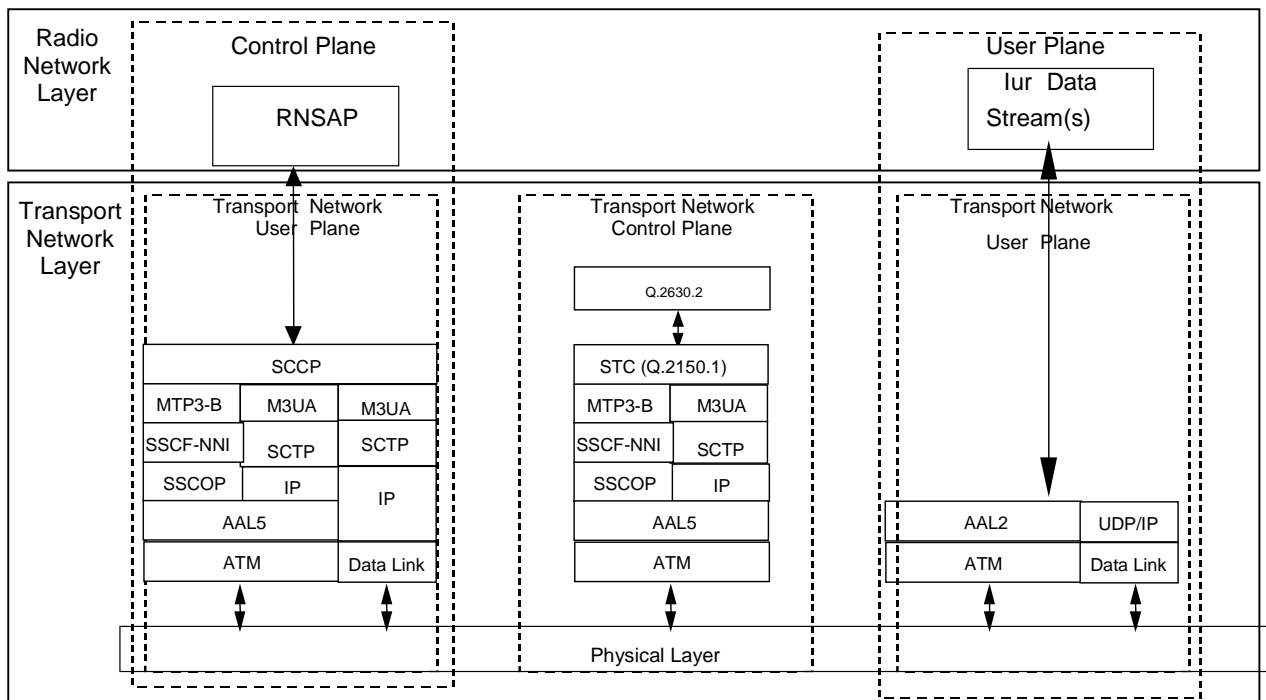 Radio
Network
Layer
Control Plane
RNSAP
User Plane
Iur Data
Stream(s)
Transport
Network
Layer
Transport Network
User Plane
SCCP
MTP3-B
M3UA
M3UA
SSCF-NNI
SCTP
SCTP
SSCOP
IP
IP
AAL5
ATM
Data Link
Transport Network
Control Plane
Q.2630.2
STC (Q.2150.1)
MTP3-B
M3UA
SSCF-NNI
SCTP
SSCOP
IP
AAL5
ATM
Transport Network
User Plane
AAL2
UDP/IP
ATM
Data Link
Physical Layer